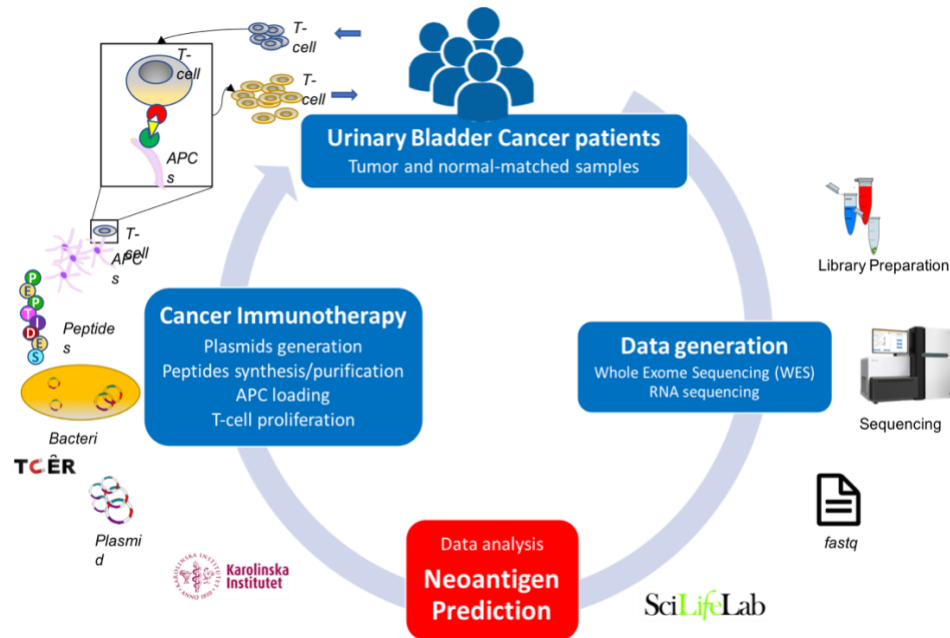 T-
cell
T-
cell
T-
cell
APC
s
Urinary Bladder Cancer patients
Tumor and normal-matched samples
Library Preparation
T-
cell
APC
s
P
E
P
T
I
D
E
S
Peptide
s
Cancer Immunotherapy
Plasmids generation
Peptides synthesis/purification
APC loading
T-cell proliferation
Data generation
Whole Exome Sequencing (WES)
RNA sequencing
Sequencing
Bacteri
TCER
Plasmi
d
fastq
Data analysis
Neoantigen
Prediction
Karolinska
Institutet
SciLifeLab